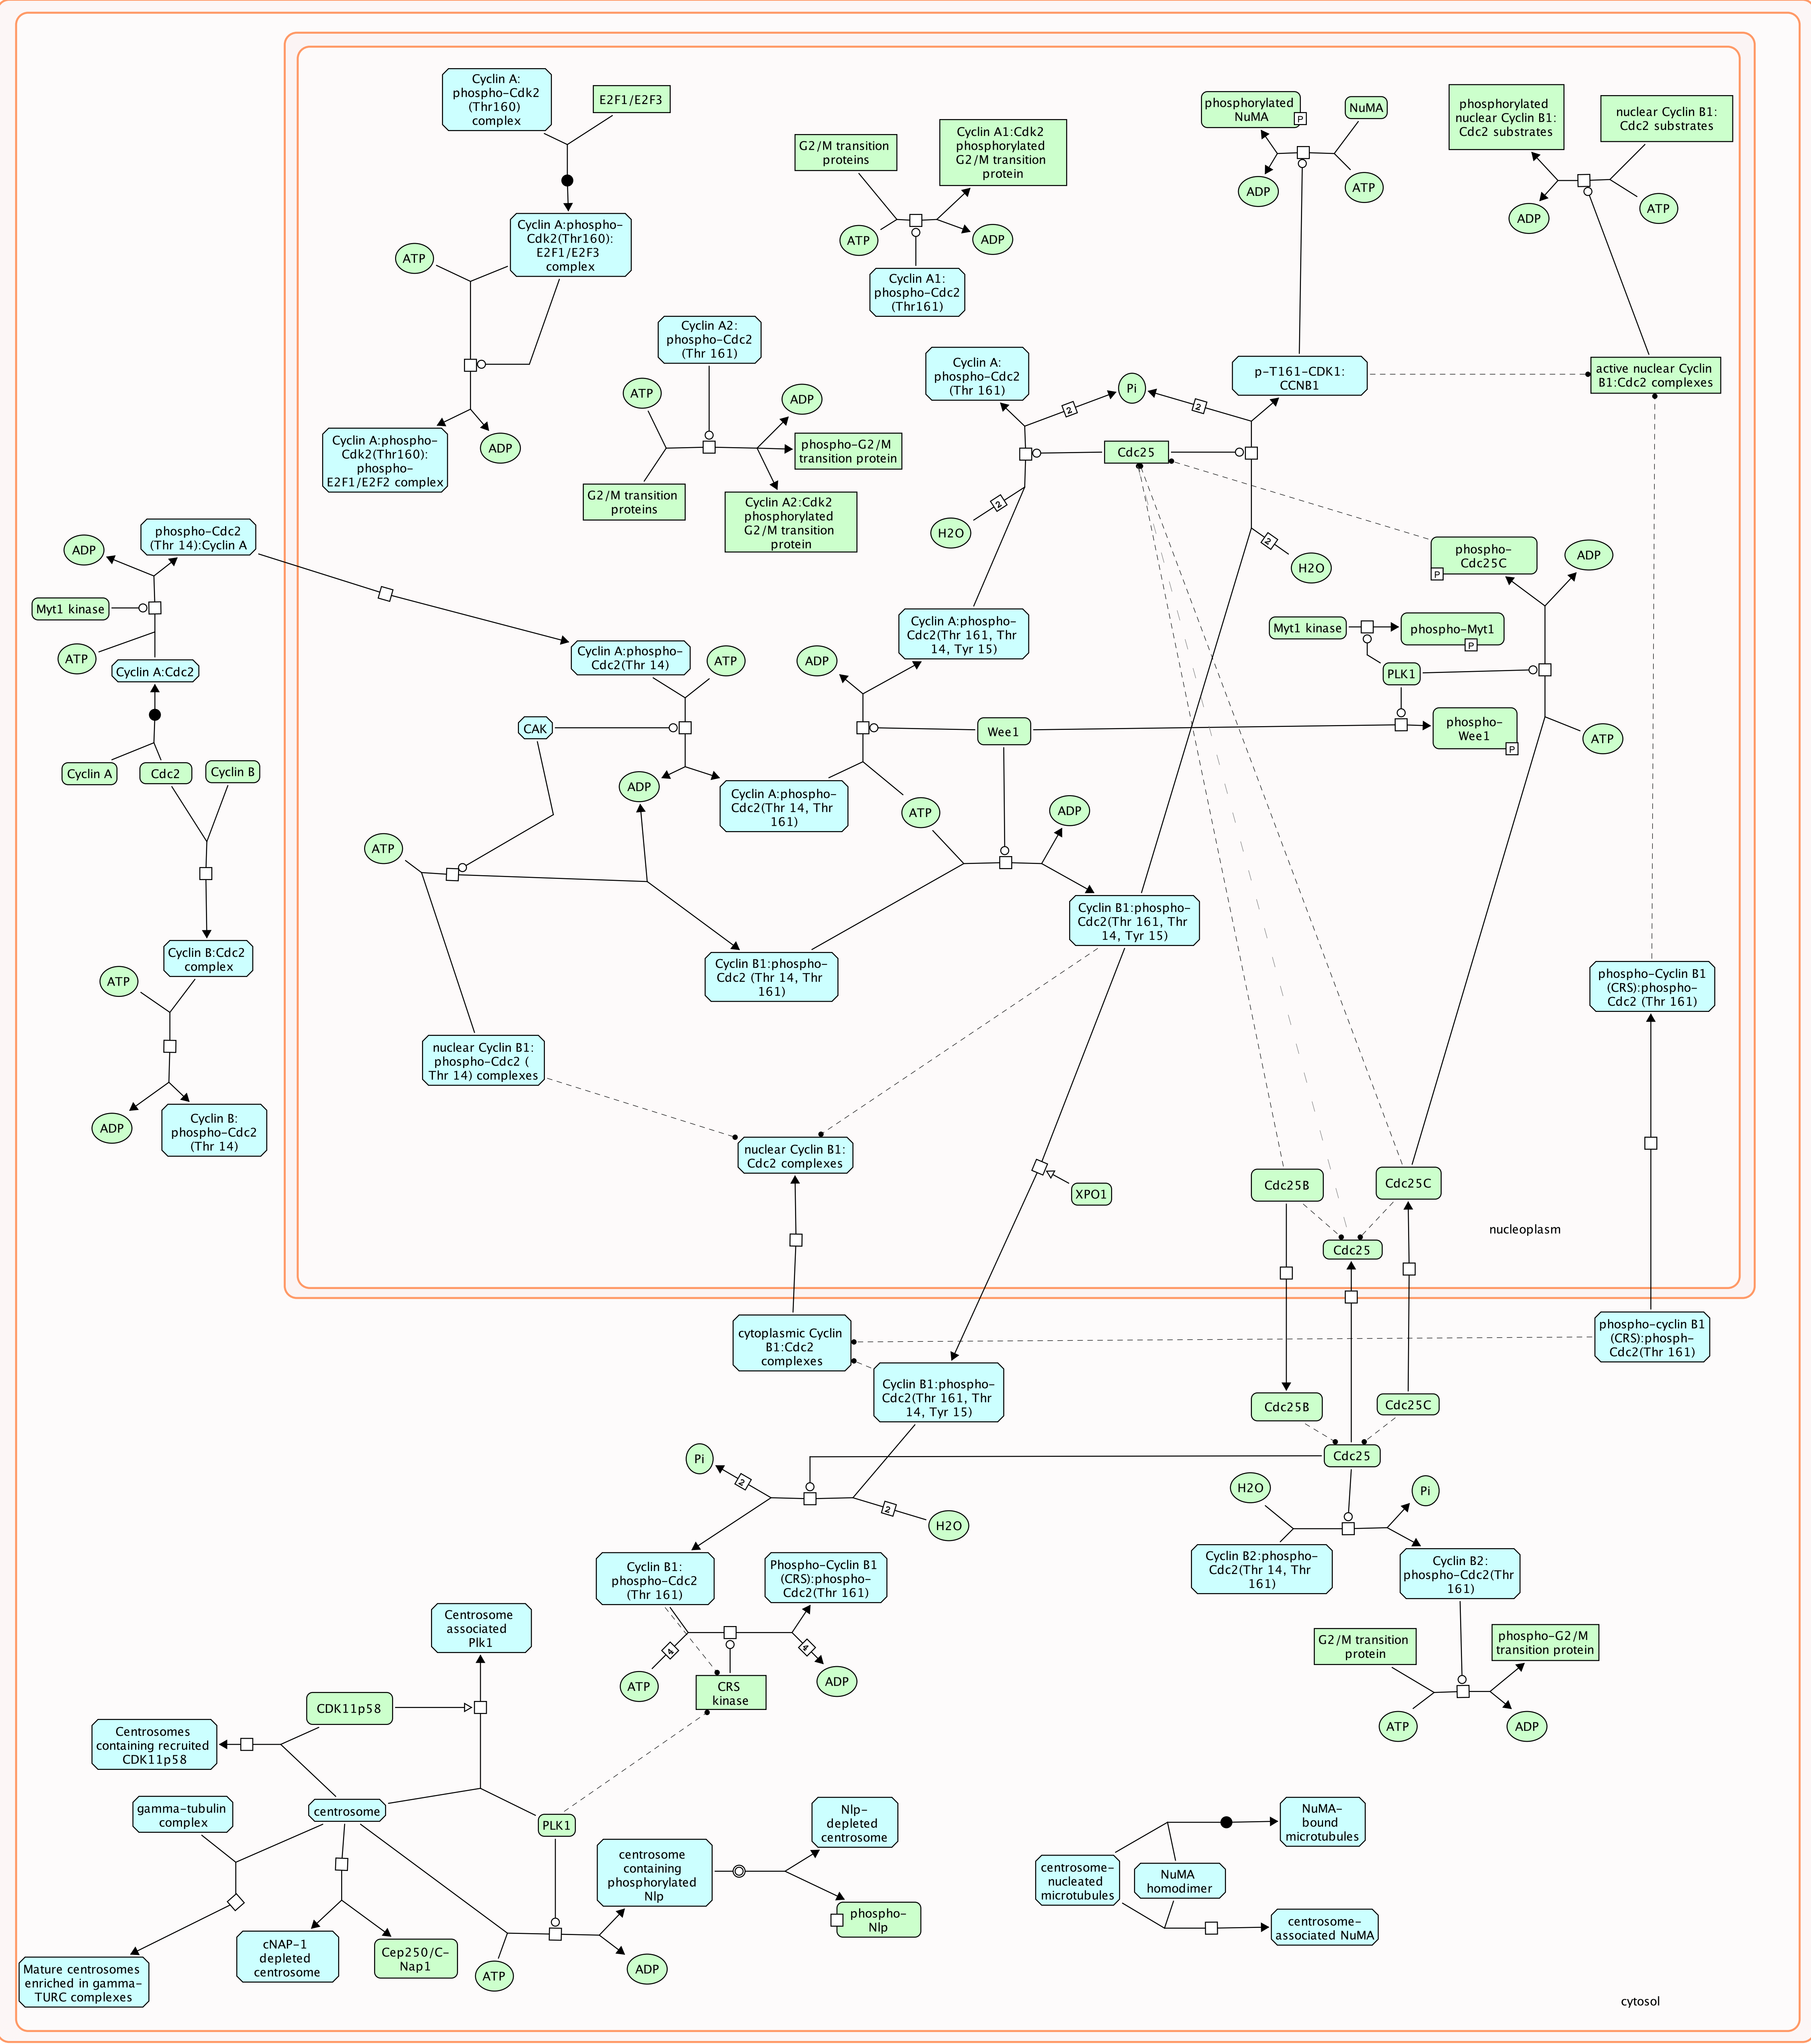 Cyclin A:
phospho-Cdk2
(Thr160)
complex
E2F1/E2F3
G2/M transition
proteins
Cyclin A1:Cdk2
phosphorylated
G2/M transition
protein
phosphorylated
NuMA
P
NuMA
phosphorylated
nuclear Cyclin B1:
Cdc2 substrates
nuclear Cyclin B1:
Cdc2 substrates
ADP
ATP
ADP
ATP
Cyclin A:phospho-
Cdk2(Thr160):
E2F1/E2F3
complex
ATP
ATP
ADP
Cyclin A1:
phospho-Cdc2
(Thr161)
Cyclin A2:
phospho-Cdc2
(Thr 161)
Cyclin A:
phospho-Cdc2
(Thr 161)
Pi
2
2
p-T161-CDK1:
CCNB1
active nuclear Cyclin
B1:Cdc2 complexes
ATP
ADP
Cyclin A:phospho-
Cdk2(Thr160):
phospho-
E2F1/E2F2 complex
ADP
phospho-G2/M
transition protein
Cdc25
G2/M transition
proteins
Cyclin A2:Cdk2
phosphorylated
G2/M transition
protein
2
H2O
2
H2O
phospho-
Cdc25C
P
ADP
phospho-Cdc2
(Thr 14):Cyclin A
ADP
Myt1 kinase
ATP
Cyclin A:Cdc2
Cyclin A:phospho-
Cdc2(Thr 14)
ATP
ADP
Cyclin A:phospho-
Cdc2(Thr 161, Thr
14, Tyr 15)
Myt1 kinase
phospho-Myt1
P
PLK1
CAK
Wee1
phospho-
Wee1
P
ATP
Cyclin A
Cdc2
Cyclin B
ADP
Cyclin A:phospho-
Cdc2(Thr 14, Thr
161)
ATP
ADP
ATP
Cyclin B:Cdc2
complex
ATP
Cyclin B1:phospho-
Cdc2 (Thr 14, Thr
161)
Cyclin B1:phospho-
Cdc2(Thr 161, Thr
14, Tyr 15)
phospho-Cyclin B1
(CRS):phospho-
Cdc2 (Thr 161)
nuclear Cyclin B1:
phospho-Cdc2 (
Thr 14) complexes
ADP
Cyclin B:
phospho-Cdc2
(Thr 14)
nuclear Cyclin B1:
Cdc2 complexes
XPO1
Cdc25B
Cdc25C
nucleoplasm
Cdc25
cytoplasmic Cyclin
B1:Cdc2
complexes
phospho-cyclin B1
(CRS):phosph-
Cdc2(Thr 161)
Cyclin B1:phospho-
Cdc2(Thr 161, Thr
14, Tyr 15)
Cdc25B
Cdc25C
Cdc25
Pi
2
2
H2O
H2O
Pi
Cyclin B2:phospho-
Cdc2(Thr 14, Thr
161)
Cyclin B2:
phospho-Cdc2(Thr
161)
Cyclin B1:
phospho-Cdc2
(Thr 161)
Phospho-Cyclin B1
(CRS):phospho-
Cdc2(Thr 161)
4
4
ATP
CRS
kinase
ADP
G2/M transition
protein
phospho-G2/M
transition protein
ATP
ADP
Centrosome
associated
Plk1
CDK11p58
Centrosomes
containing recruited
CDK11p58
gamma-tubulin
complex
centrosome
PLK1
Nlp-
depleted
centrosome
NuMA-
bound
microtubules
centrosome
containing
phosphorylated
Nlp
centrosome-
nucleated
microtubules
NuMA
homodimer
phospho-
Nlp
centrosome-
associated NuMA
cNAP-1
depleted
centrosome
Cep250/C-
Nap1
ATP
ADP
Mature centrosomes
enriched in gamma-
TURC complexes
cytosol